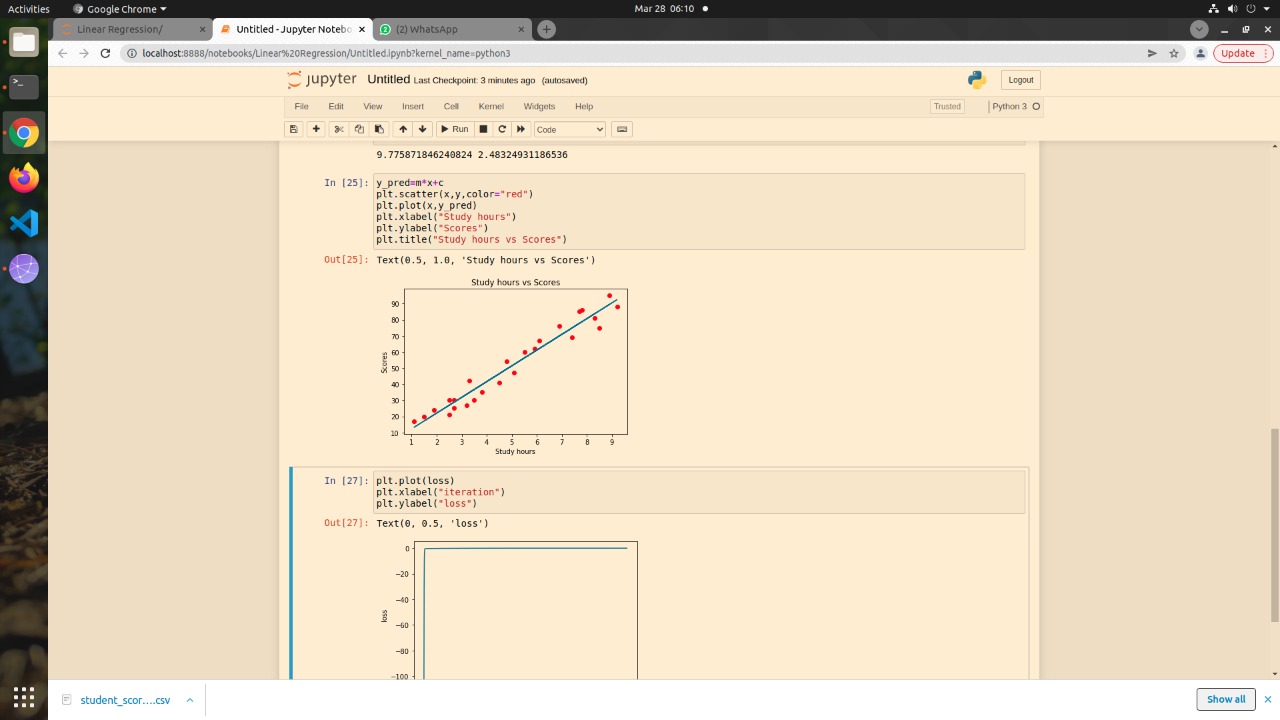 Activities
Google Chrome
Mar 28 06:10
Linear Regression/
Untitled - Jupyter Notebo
(2) WhatsApp
localhost:8888/notebooks/Linear%20Regression/Untitled.ipynb?kernel_name=python3
Update
jupyter Untitled Last Checkpoint: 3 minutes ago (autosaved)
Logout
File Edit View Insert Cell Kernel Widgets Help
Trusted
Python 3
Run
Code
9.775871846240824 2.48324931186536
In [25]:
y_pred=m*x+c
plt.scatter(x,y,color="red")
plt.plot(x,y_pred)
plt.xlabel("Study hours")
plt.ylabel("Scores")
plt.title("Study hours vs Scores")
Out[25]: Text(0.5, 1.0, 'Study hours vs Scores')
Study hours vs Scores
90
80
70
60
50
40
30
20
10
Scores
1 2 3 4 5 6 7 8 9
Study hours
In [27]:
plt.plot(loss)
plt.xlabel("iteration")
plt.ylabel("loss")
Out[27]: Text(0, 0.5, 'loss')
0
−20
−40
−60
−80
−100
loss
student_scor….csv
Show all